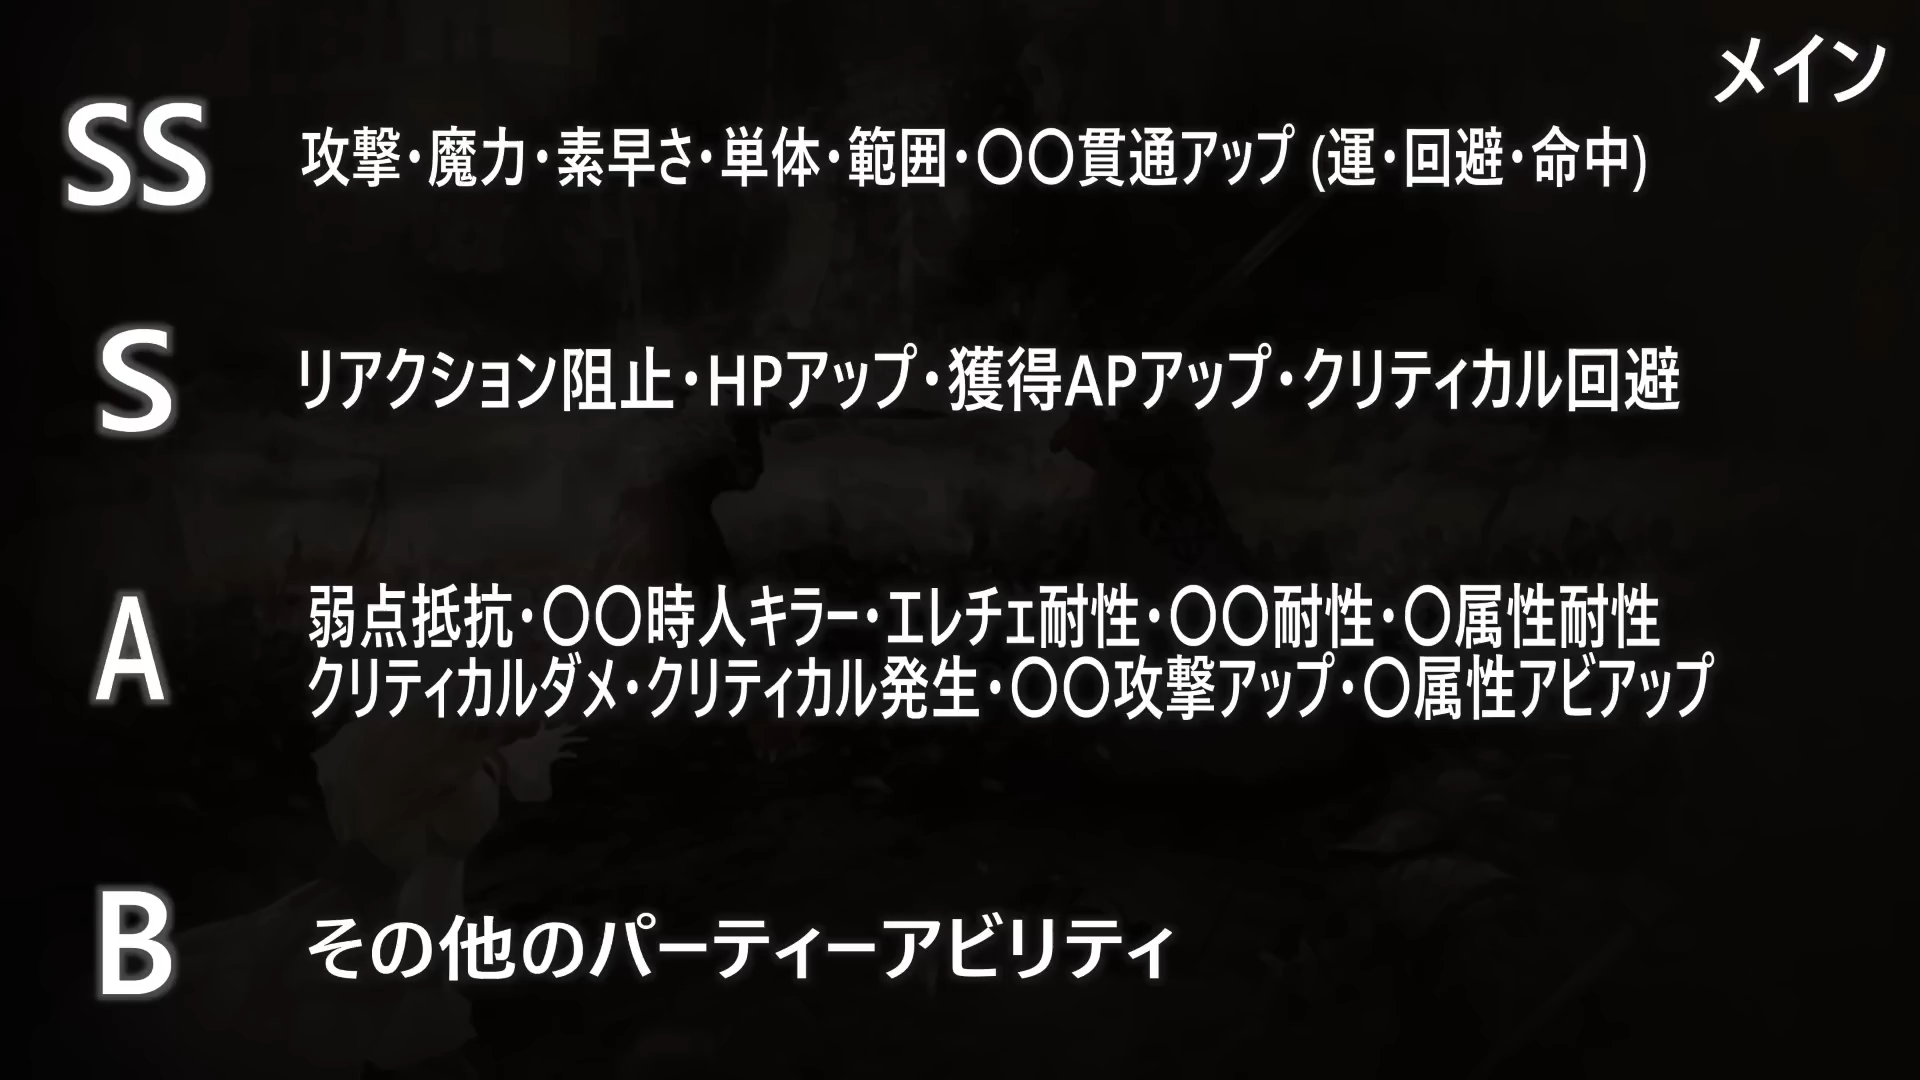 メイン
SS 攻撃・魔力・素早さ・単体・範囲・〇〇貫通アップ (運・回避・命中)
S リアクション阻止・HPアップ・獲得APアップ・クリティカル回避
A 弱点抵抗・〇〇時人キラー・エレチェ耐性・〇〇耐性・〇属性耐性
クリティカルダメ・クリティカル発生・〇〇攻撃アップ・〇属性アビアップ
B その他のパーティーアビリティ